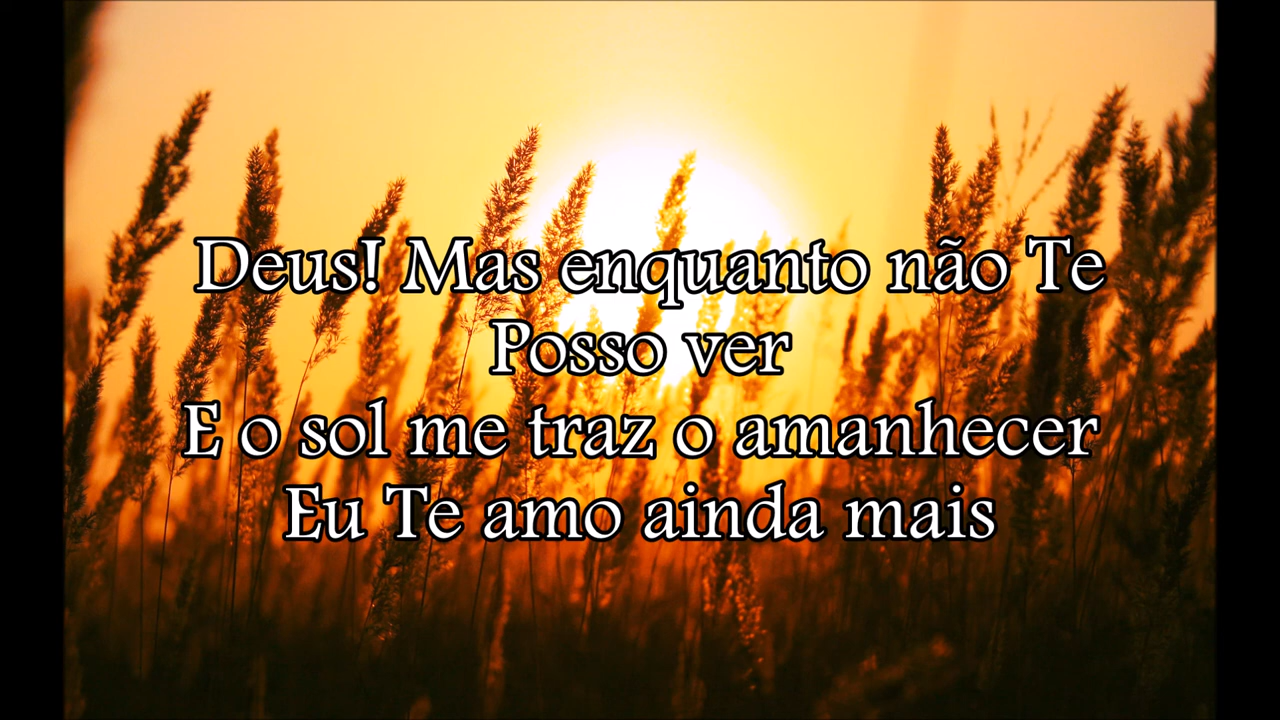 Deus! Mas enquanto não Te
Posso ver
E o sol me traz o amanhecer
Eu Te amo ainda mais